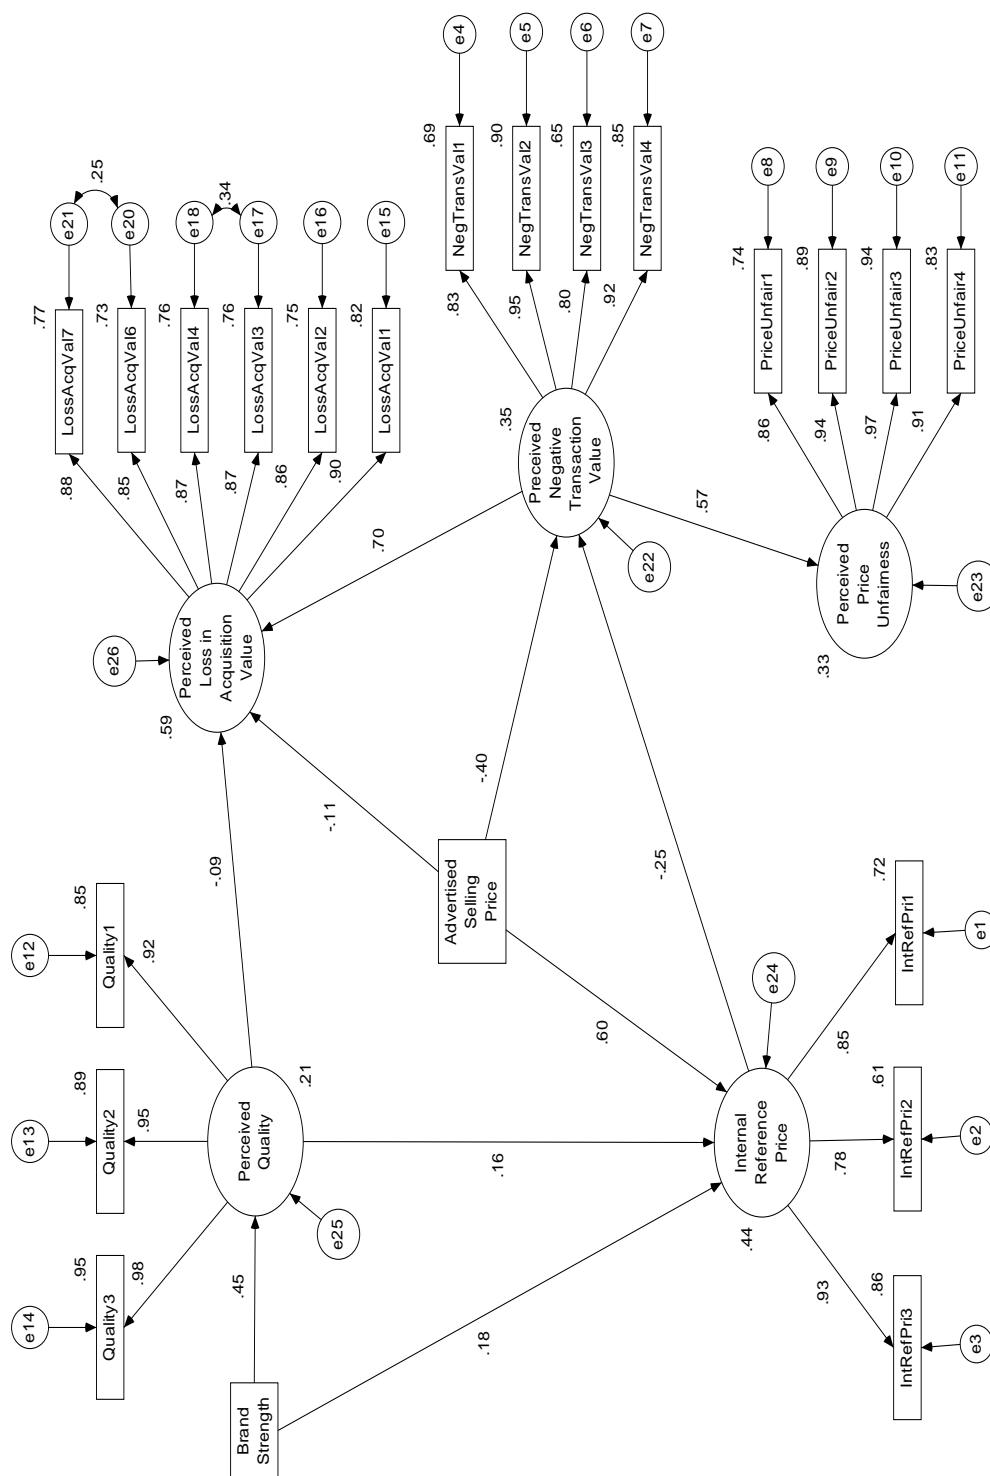 e14
e13
e12
.95
.89
.85
Quality3
Quality2
Quality1
.98
.95
.92
Brand
Strength
.45
Perceived
Quality
.21
e25
-.09
e26
.59
Perceived
Loss in
Acquisition
Value
.88
.85
.87
.87
.86
.90
.77
LossAcqVal7
e21
.25
.73
LossAcqVal6
e20
.76
LossAcqVal4
e18
.34
.76
LossAcqVal3
e17
.75
LossAcqVal2
e16
.82
LossAcqVal1
e15
-.11
.70
Advertised
Selling
Price
-.40
.16
.18
.60
-.25
.35
Preceived
Negative
Transaction
Value
e22
.83
.95
.80
.92
.69
NegTransVal1
e4
.90
NegTransVal2
e5
.65
NegTransVal3
e6
.85
NegTransVal4
e7
.57
.44
Internal
Reference
Price
e24
.93
.78
.85
.86
.61
.72
IntRefPri3
IntRefPri2
IntRefPri1
e3
e2
e1
.33
Perceived
Price
Unfairness
e23
.86
.94
.97
.91
.74
PriceUnfair1
e8
.89
PriceUnfair2
e9
.94
PriceUnfair3
e10
.83
PriceUnfair4
e11